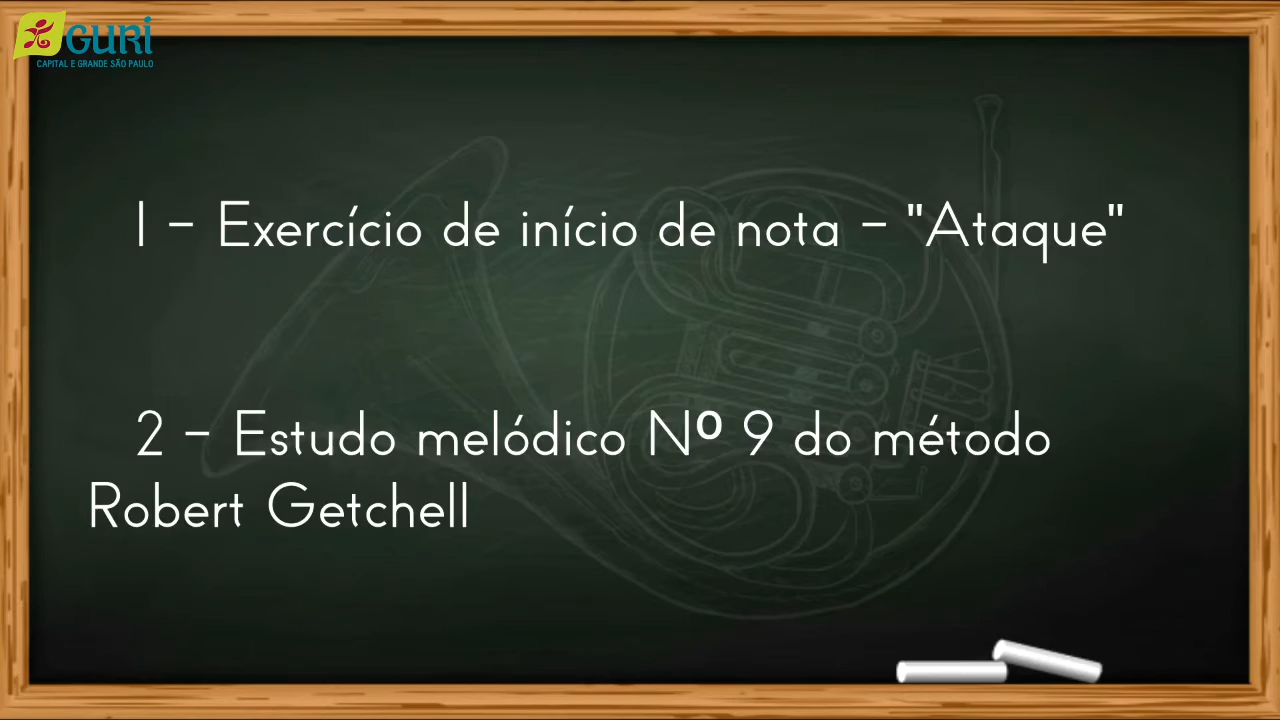 GURI
CAPITAL E GRANDE SÃO PAULO
1 - Exercício de início de nota - "Ataque"
2 - Estudo melódico Nº 9 do método
Robert Getchell